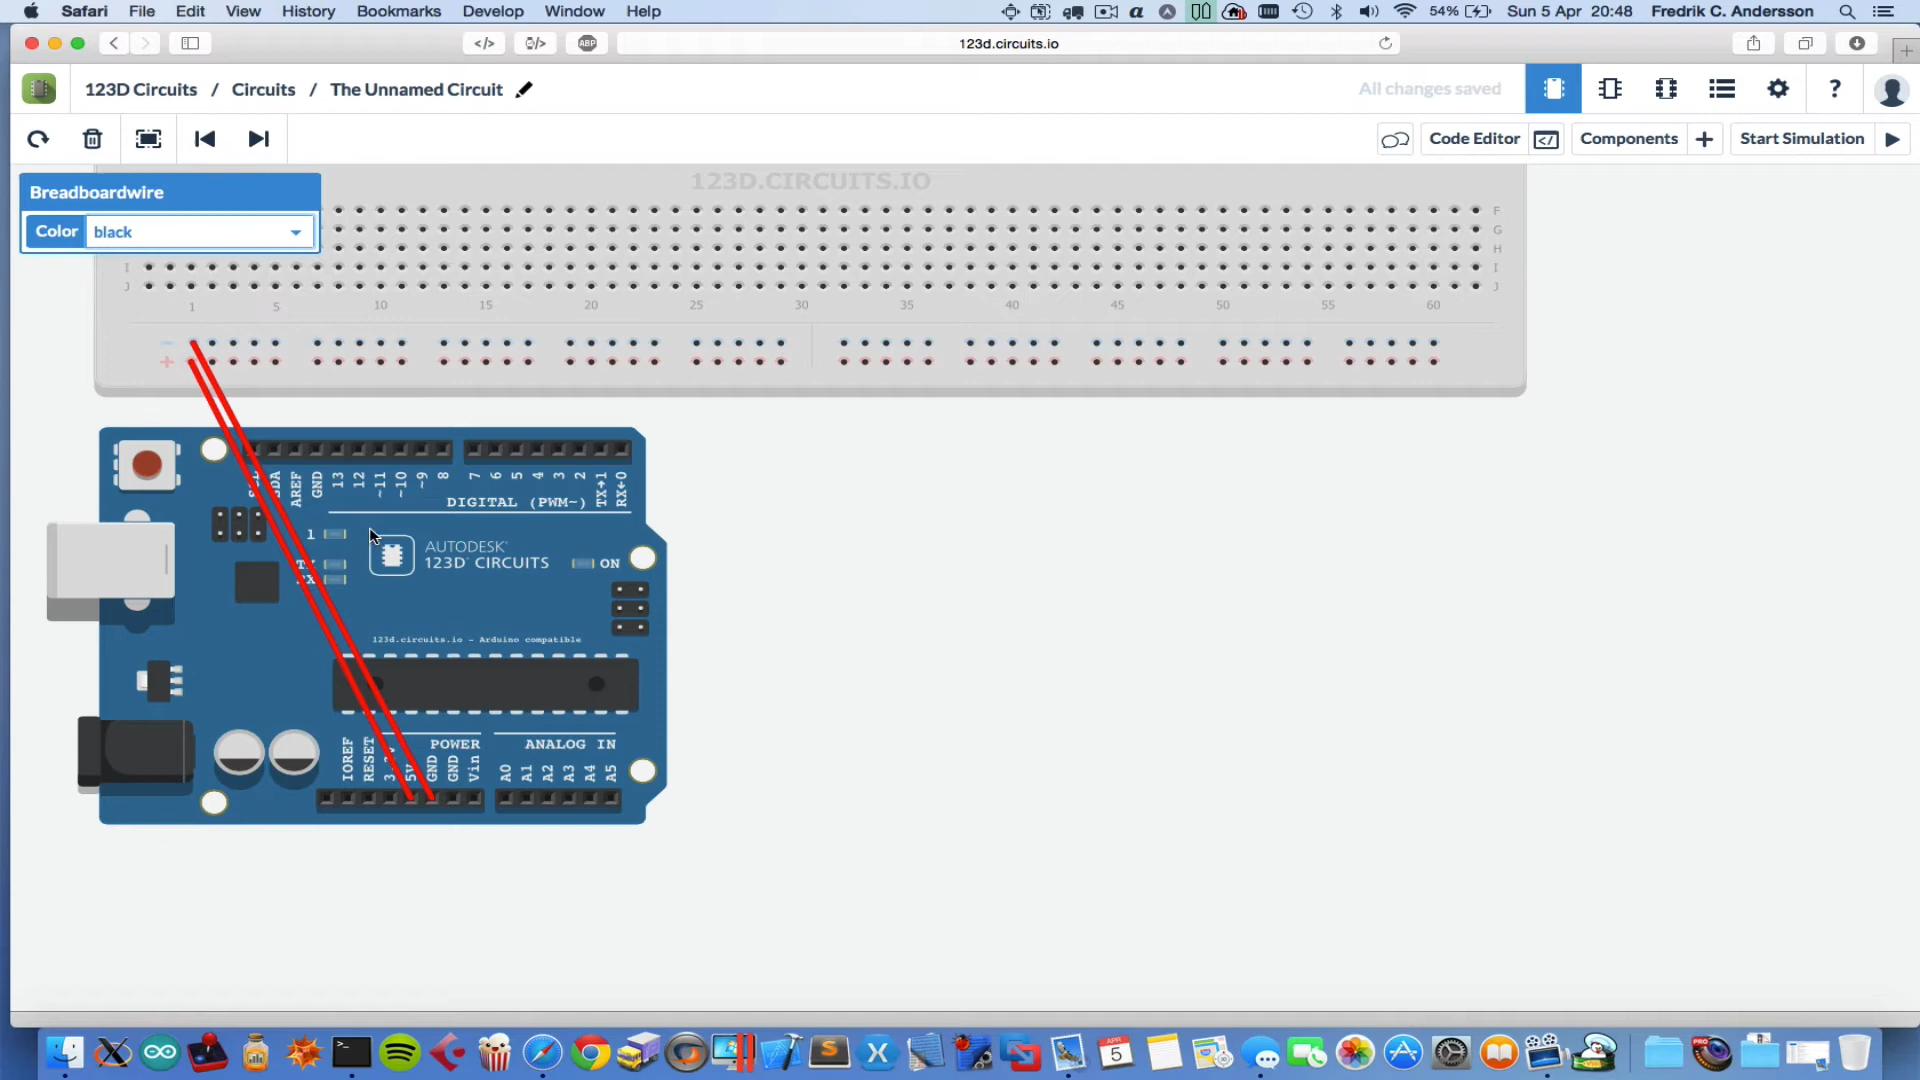 Safari File Edit View History Bookmarks Develop Window Help
54% Sun 5 Apr 20:48 Fredrik C. Andersson
123d.circuits.io
123D Circuits / Circuits / The Unnamed Circuit
All changes saved
?
Code Editor
Components
Start Simulation
Breadboardwire
Color black
123D.CIRCUITS.IO
F
G
H
I I
J J
1 5 10 15 20 25 30 35 40 45 50 55 60
AREF GND 13 12 ~11 ~10 ~9 8 7 6 5 4 3 2 TX→1 RX←0
DIGITAL (PWM~)
AUTODESK
123D CIRCUITS
ON
123d.circuits.io - Arduino compatible
POWER ANALOG IN
IOREF RESET GND GND Vin A0 A1 A2 A3 A4 A5